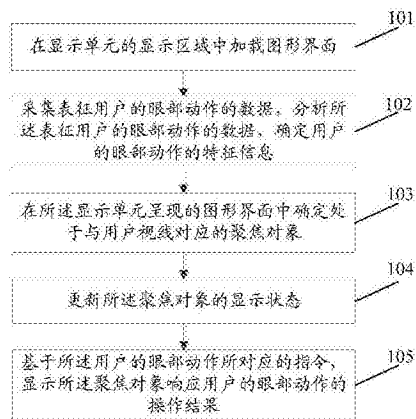 101
在显示单元的显示区域中加载图形界面
102
采集表征用户的眼部动作的数据，分析所
述表征用户的眼部动作的数据，确定用户
的眼部动作的特征信息
103
在所述显示单元呈现的图形界面中确定处
于与用户视线对应的聚焦对象
104
更新所述聚焦对象的显示状态
105
基于所述用户的眼部动作所对应的指令，
显示所述聚焦对象响应用户的眼部动作的
操作结果